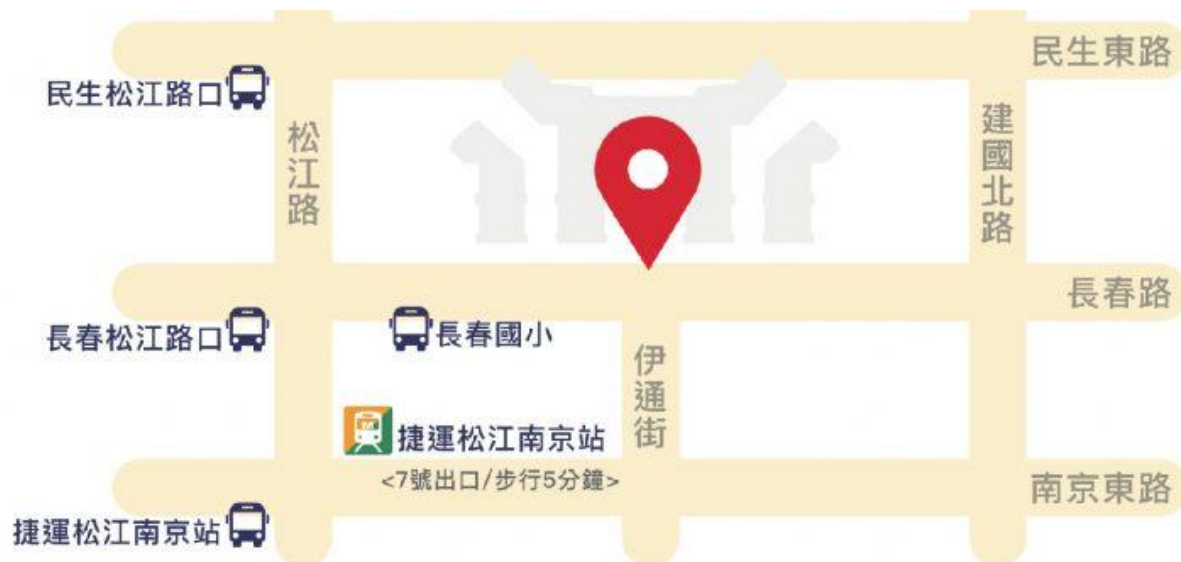 民生東路
民生松江路口
松江路
建國北路
長春路
長春松江路口
長春國小
伊通街
捷運松江南京站
<7號出口/步行5分鐘>
南京東路
捷運松江南京站